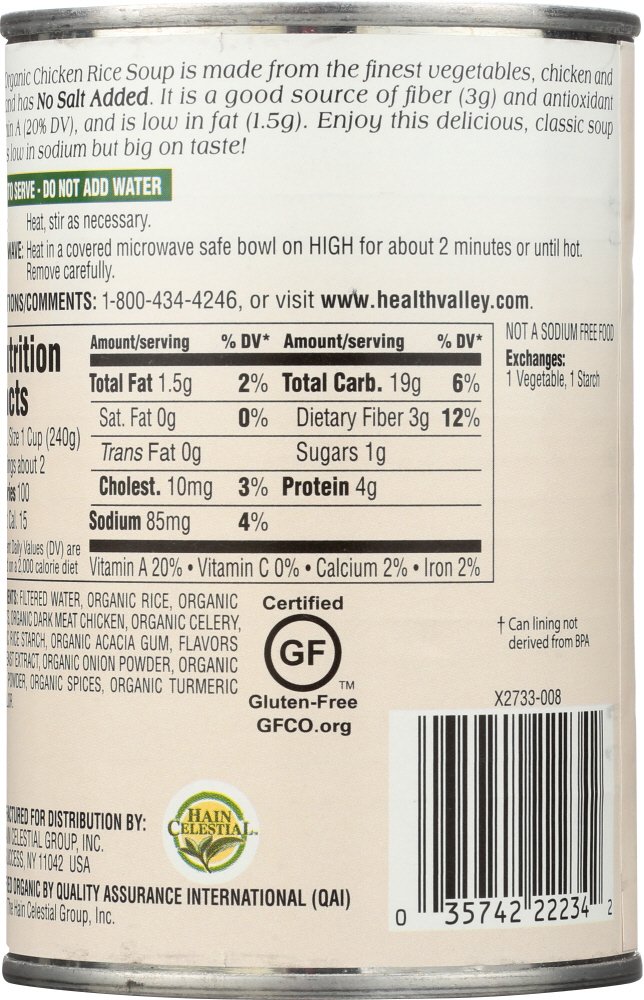 Organic Chicken Rice Soup is made from the finest vegetables, chicken and
and has No Salt Added. It is a good source of fiber (3g) and antioxidant
A (20% DV), and is low in fat (1.5g). Enjoy this delicious, classic soup
low in sodium but big on taste!
TO SERVE - DO NOT ADD WATER
Heat, stir as necessary.
WAVE: Heat in a covered microwave safe bowl on HIGH for about 2 minutes or until hot.
Remove carefully.
IONS/COMMENTS: 1-800-434-4246, or visit www.healthvalley.com.
NOT A SODIUM FREE FOOD
Exchanges:
1 Vegetable, 1 Starch
trition
cts
Size 1 Cup (240g)
about 2
100
Cal. 15
Daily Values (DV) are
on a 2,000 calorie diet
Amount/serving % DV* Amount/serving % DV*
Total Fat 1.5g 2% Total Carb. 19g 6%
Sat. Fat 0g 0% Dietary Fiber 3g 12%
Trans Fat 0g Sugars 1g
Cholest. 10mg 3% Protein 4g
Sodium 85mg 4%
Vitamin A 20% • Vitamin C 0% • Calcium 2% • Iron 2%
ENTS: FILTERED WATER, ORGANIC RICE, ORGANIC
ORGANIC DARK MEAT CHICKEN, ORGANIC CELERY,
RICE STARCH, ORGANIC ACACIA GUM, FLAVORS
EXTRACT, ORGANIC ONION POWDER, ORGANIC
POWDER, ORGANIC SPICES, ORGANIC TURMERIC
Certified
GF
TM
Gluten-Free
GFCO.org
† Can lining not
derived from BPA
X2733-008
CTURED FOR DISTRIBUTION BY:
CELESTIAL GROUP, INC.
CCESS, NY 11042 USA
HAIN
CELESTIAL
ED ORGANIC BY QUALITY ASSURANCE INTERNATIONAL (QAI)
The Hain Celestial Group, Inc.
0 35742 22234 2